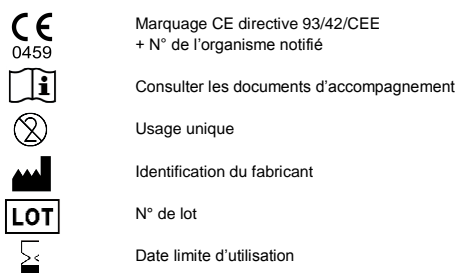 CE Marquage CE directive 93/42/CEE
0459 + N° de l'organisme notifié
i Consulter les documents d'accompagnement
2 Usage unique
Identification du fabricant
LOT N° de lot
Date limite d'utilisation